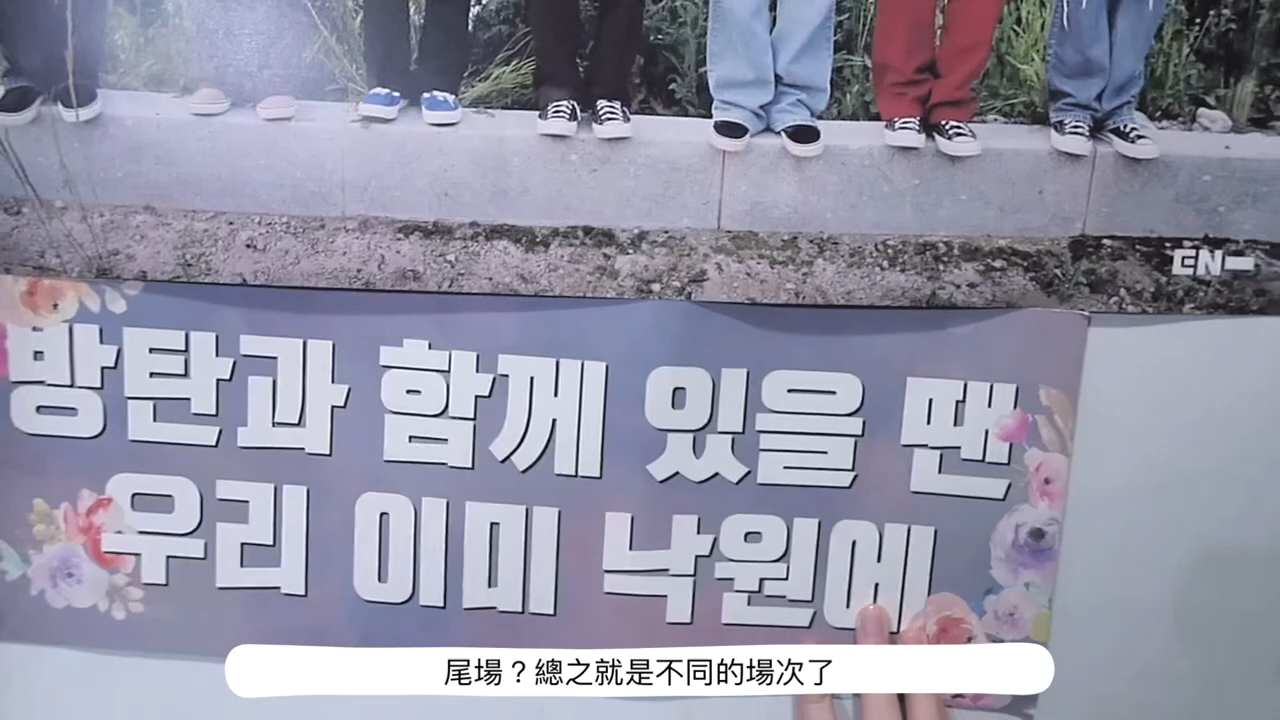 EN-
방탄과 함께 있을 땐
우리 이미 낙원에
尾場？總之就是不同的場次了